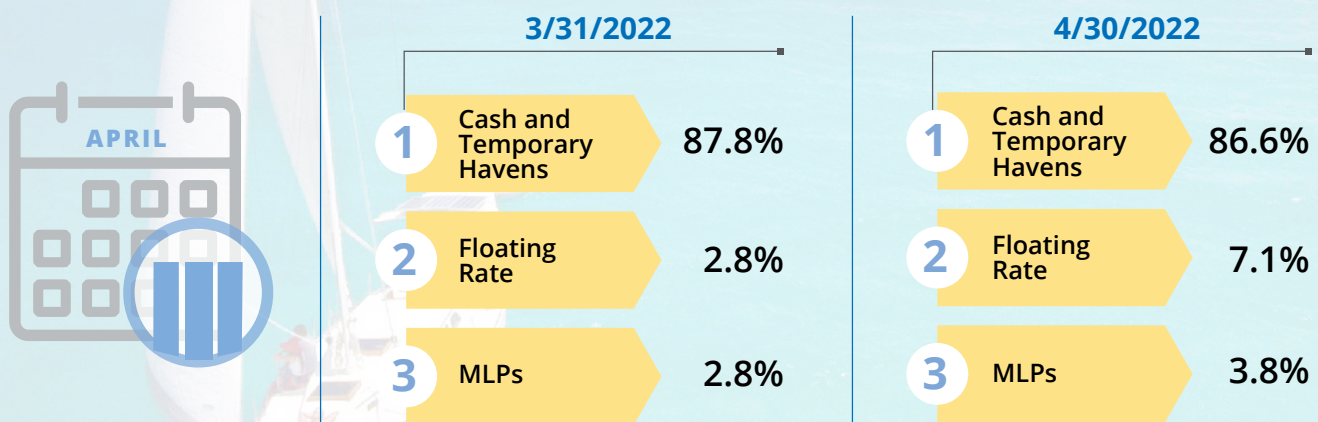 APRIL
3/31/2022
1
Cash and
Temporary
Havens
87.8%
2
Floating
Rate
2.8%
3
MLPs
2.8%
4/30/2022
1
Cash and
Temporary
Havens
86.6%
2
Floating
Rate
7.1%
3
MLPs
3.8%